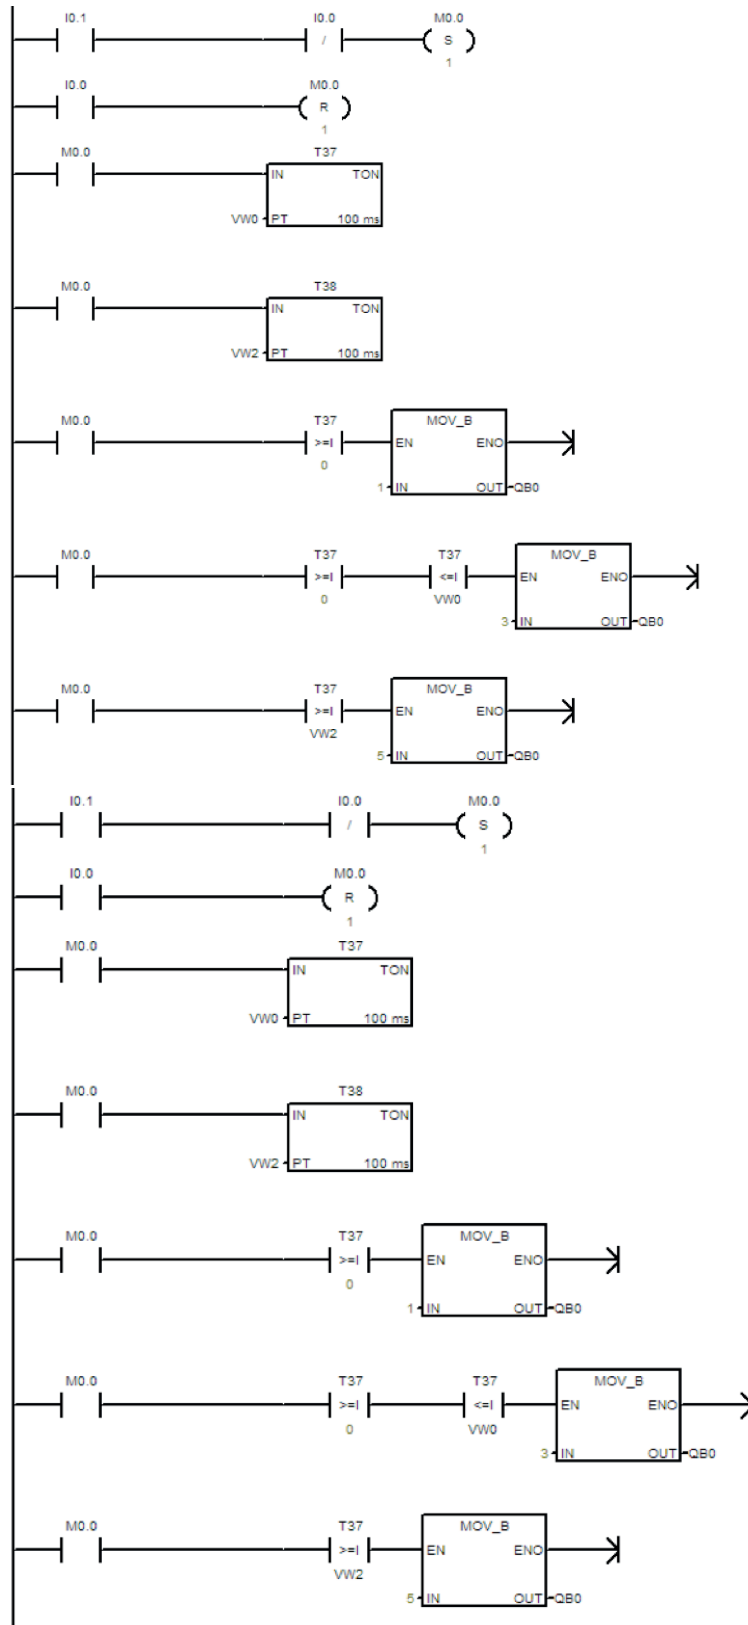 I0.1 I0.0 M0.0
/ S
1
I0.0 M0.0
R
1
M0.0 T37
IN TON
VW0 PT 100 ms
M0.0 T38
IN TON
VW2 PT 100 ms
M0.0 T37 MOV_B
>=I EN ENO
0
1 IN OUT QB0
M0.0 T37 T37 MOV_B
>=I <=I EN ENO
0 VW0
3 IN OUT QB0
M0.0 T37 MOV_B
>=I EN ENO
VW2
5 IN OUT QB0
I0.1 I0.0 M0.0
/ S
1
I0.0 M0.0
R
1
M0.0 T37
IN TON
VW0 PT 100 ms
M0.0 T38
IN TON
VW2 PT 100 ms
M0.0 T37 MOV_B
>=I EN ENO
0
1 IN OUT QB0
M0.0 T37 T37 MOV_B
>=I <=I EN ENO
0 VW0
3 IN OUT QB0
M0.0 T37 MOV_B
>=I EN ENO
VW2
5 IN OUT QB0